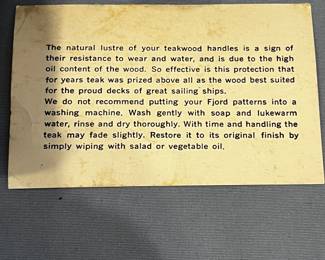 The natural lustre of your teakwood handles is a sign of
their resistance to wear and water, and is due to the high
oil content of the wood. So effective is this protection that
for years teak was prized above all as the wood best suited
for the proud decks of great sailing ships.
We do not recommend putting your Fjord patterns into a
washing machine. Wash gently with soap and lukewarm
water, rinse and dry thoroughly. With time and handling the
teak may fade slightly. Restore it to its original finish by
simply wiping with salad or vegetable oil.